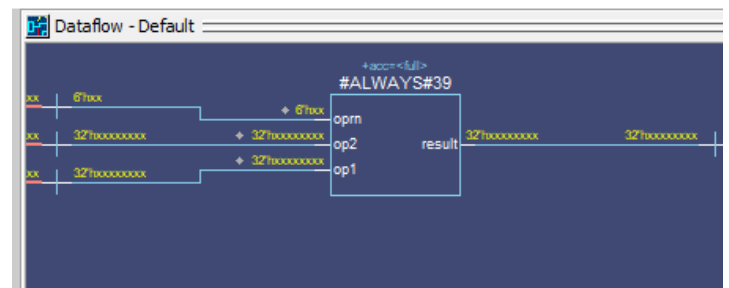 Dataflow - Default
+acc=<full>
#ALWAYS#39
xx 6'hxx 6'hxx oprn
xx 32'hxxxxxxxx 32'hxxxxxxxx op2 result 32'hxxxxxxxx 32'hxxxxxxxx
xx 32'hxxxxxxxx 32'hxxxxxxxx op1